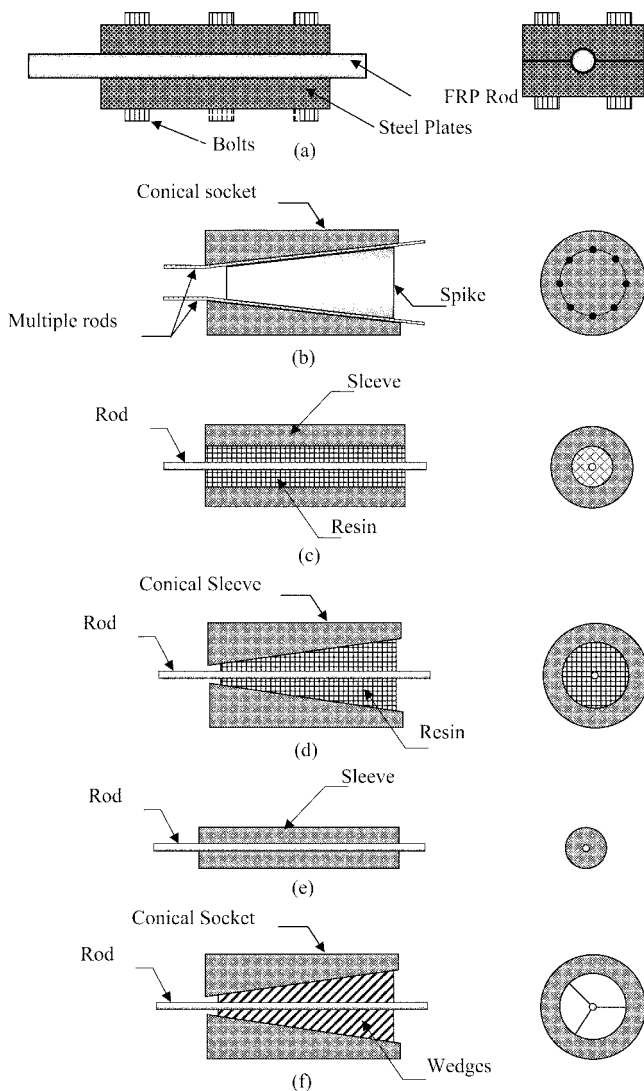 FRP Rod
Steel Plates
Bolts
(a)
Conical socket
Spike
Multiple rods
(b)
Sleeve
Rod
Resin
(c)
Conical Sleeve
Rod
Resin
(d)
Sleeve
Rod
(e)
Conical Socket
Rod
Wedges
(f)